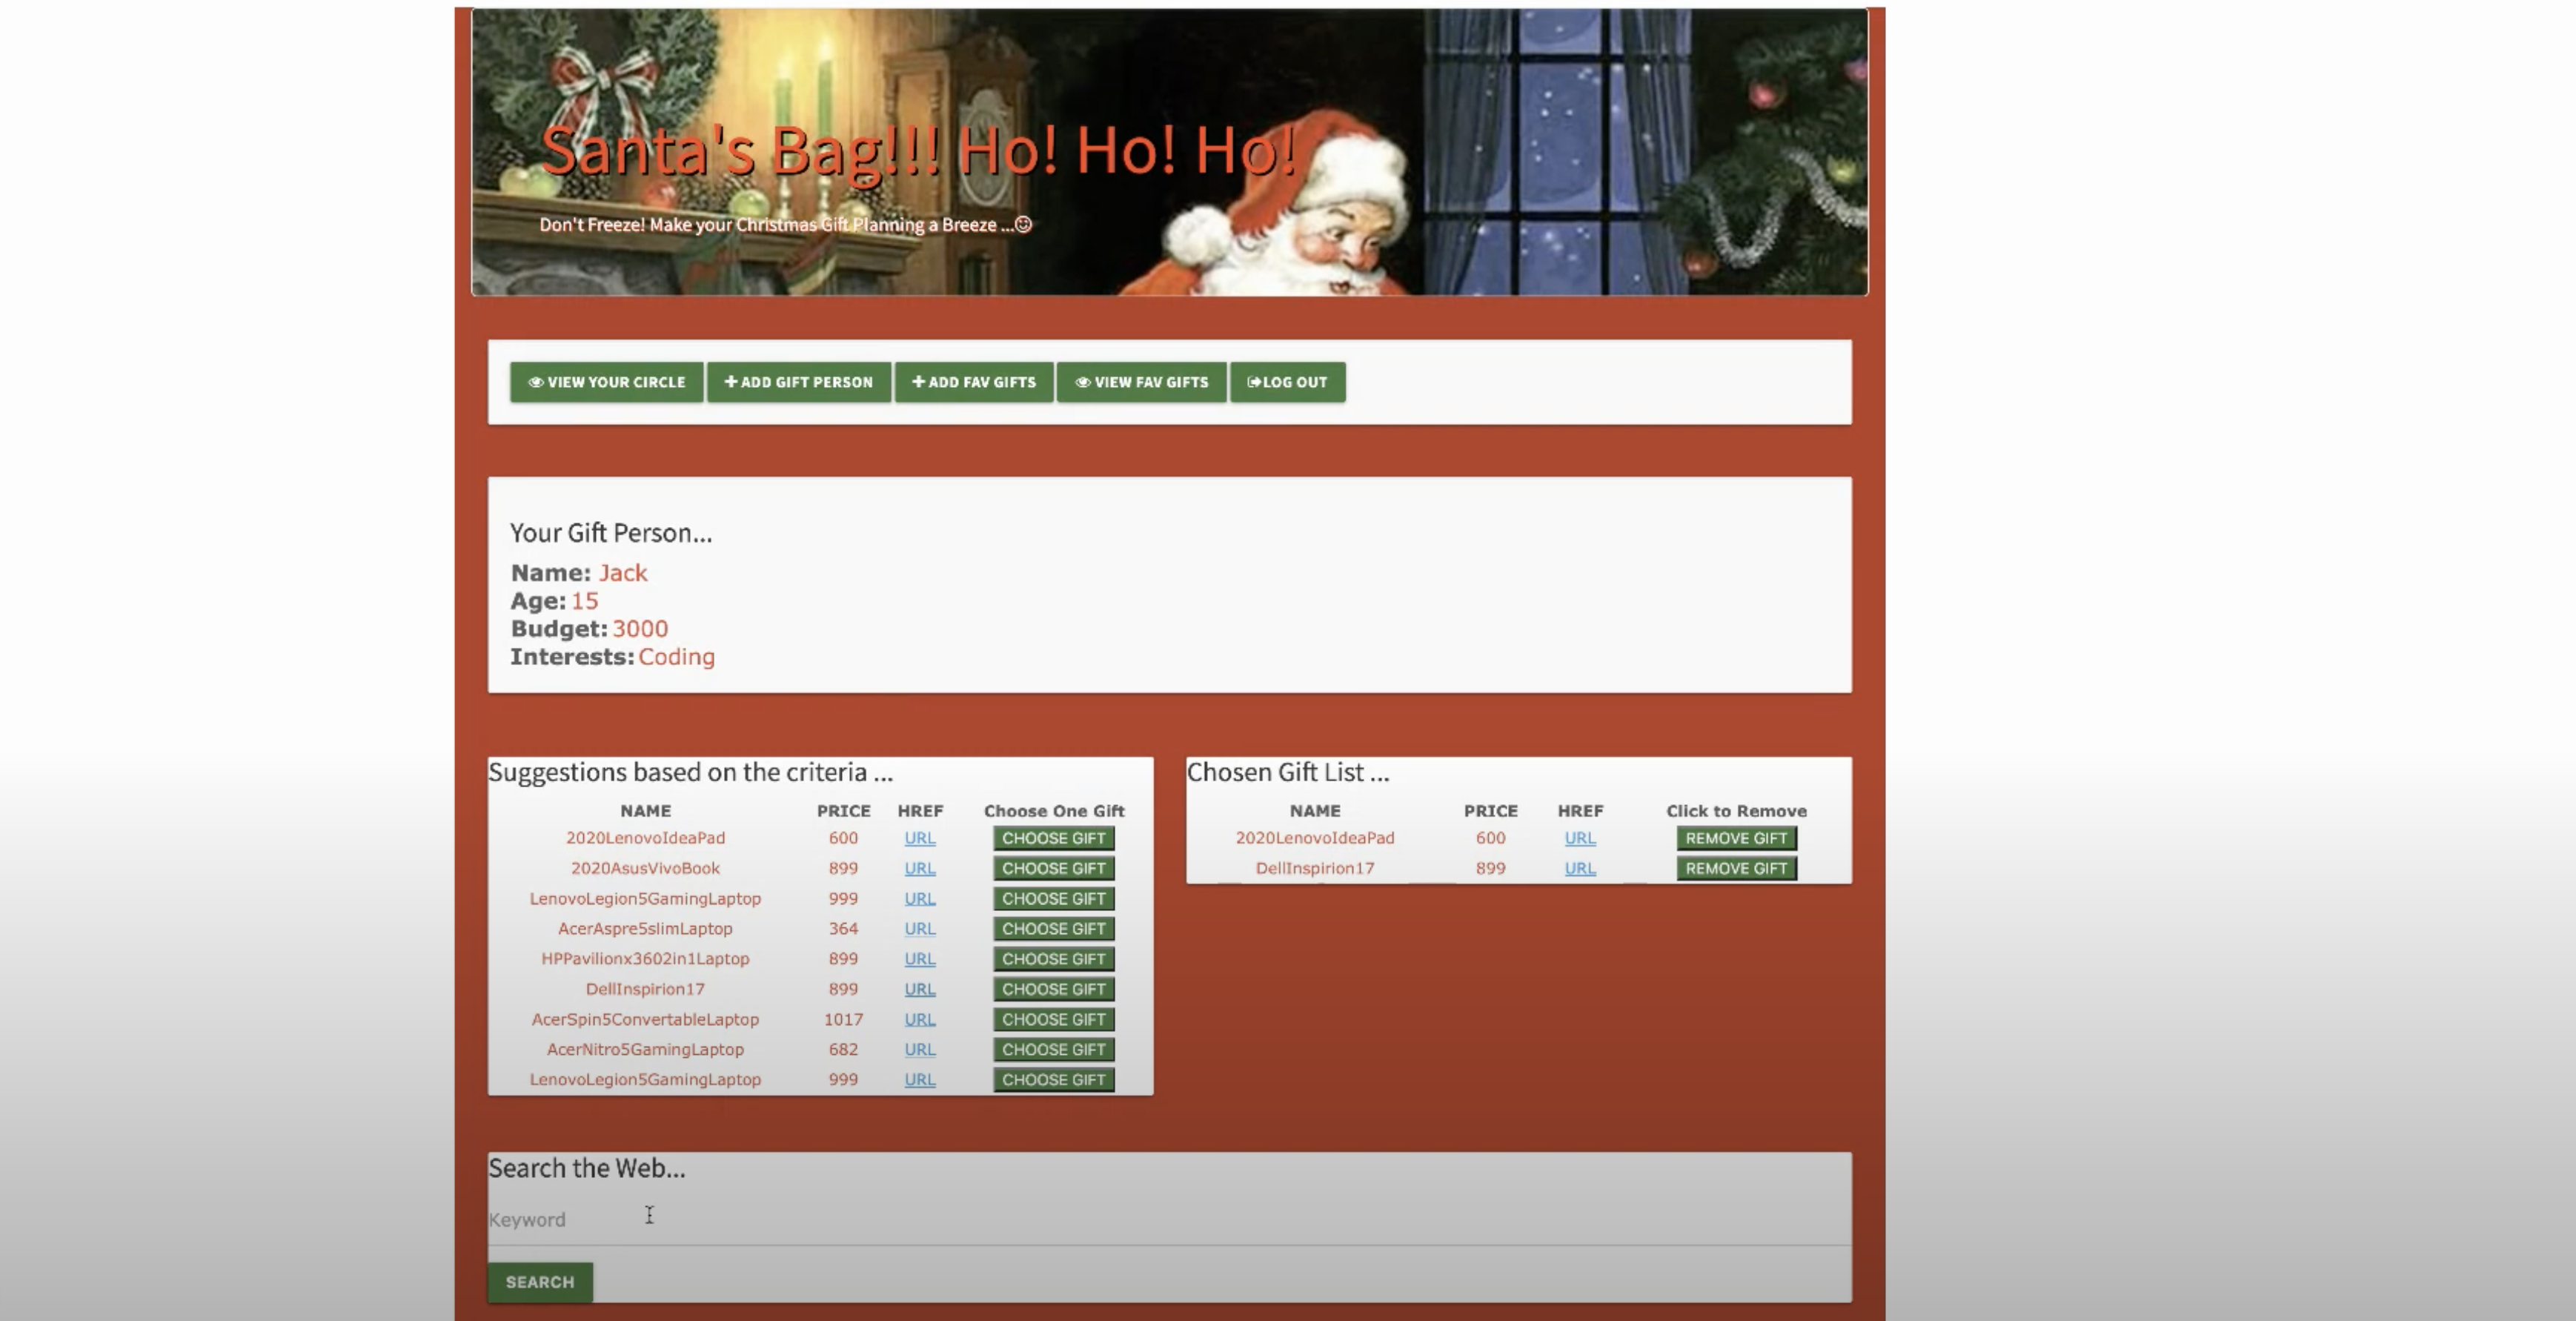 Santa's Bag!!! Ho! Ho! Ho!
Don't Freeze! Make your Christmas Gift Planning a Breeze ...☺
VIEW YOUR CIRCLE ADD GIFT PERSON ADD FAV GIFTS VIEW FAV GIFTS LOG OUT
Your Gift Person...
Name: Jack
Age: 15
Budget: 3000
Interests: Coding
Suggestions based on the criteria ...
NAME PRICE HREF Choose One Gift
2020LenovoIdeaPad 600 URL CHOOSE GIFT
2020AsusVivoBook 899 URL CHOOSE GIFT
LenovoLegion5GamingLaptop 999 URL CHOOSE GIFT
AcerAspre5slimLaptop 364 URL CHOOSE GIFT
HPPavilionx3602in1Laptop 899 URL CHOOSE GIFT
DellInspirion17 899 URL CHOOSE GIFT
AcerSpin5ConvertableLaptop 1017 URL CHOOSE GIFT
AcerNitro5GamingLaptop 682 URL CHOOSE GIFT
LenovoLegion5GamingLaptop 999 URL CHOOSE GIFT
Chosen Gift List ...
NAME PRICE HREF Click to Remove
2020LenovoIdeaPad 600 URL REMOVE GIFT
DellInspirion17 899 URL REMOVE GIFT
Search the Web...
Keyword
SEARCH